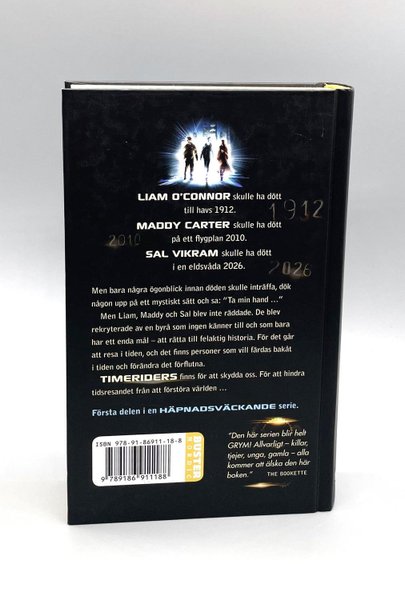 LIAM O'CONNOR skulle ha dött
till havs 1912.
1912
MADDY CARTER skulle ha dött
2010
på ett flygplan 2010.
SAL VIKRAM skulle ha dött
i en eldsvåda 2026.
2026
Men bara några ögonblick innan döden skulle inträffa, dök
någon upp på ett mystiskt sätt och sa: "Ta min hand ..."
Men Liam, Maddy och Sal blev inte räddade. De blev
rekryterade av en byrå som ingen känner till och som bara
har ett enda mål – att rätta till felaktig historia. För det går
att resa i tiden, och det finns personer som vill färdas bakåt
i tiden och förändra det förflutna.
TIMERIDERS finns för att skydda oss. För att hindra
tidsresandet från att förstöra världen ...
Första delen i en HÄPNADSVÄCKANDE serie.
ISBN 978-91-86911-18-8
9 789186 911188
BUSTER
NORDIC
"Den här serien blir helt
GRYM! Allvarligt – killar,
tjejer, unga, gamla – alla
kommer att älska den här
boken." THE BOOKETTE